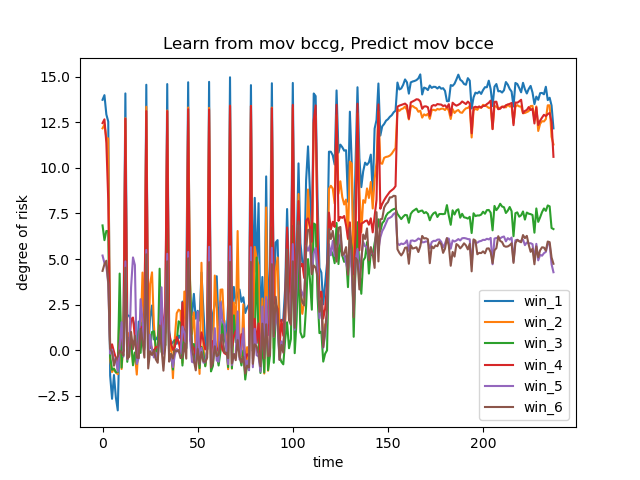 Learn from mov bccg, Predict mov bcce
degree of risk
15.0
12.5
10.0
7.5
5.0
2.5
0.0
−2.5
0
50
100
150
200
time
win_1
win_2
win_3
win_4
win_5
win_6